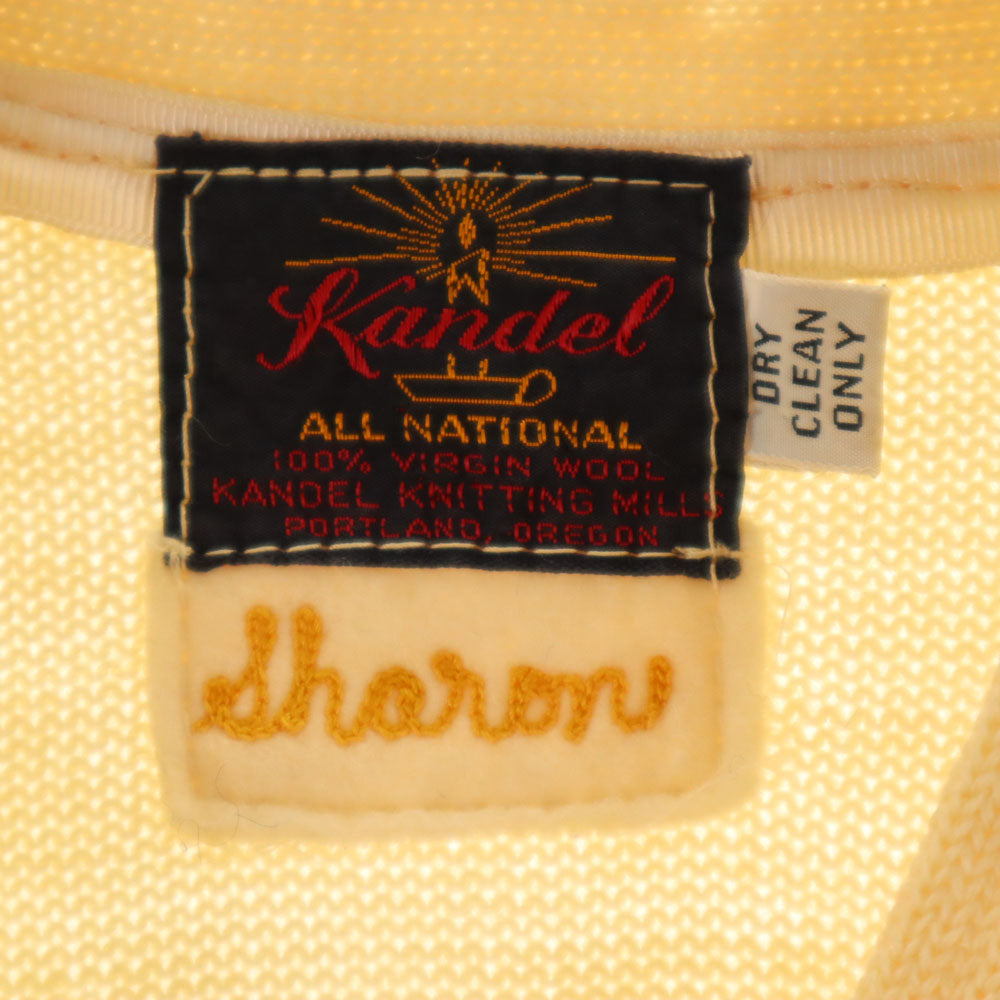 Kandel
ALL NATIONAL
100% VIRGIN WOOL
KANDEL KNITTING MILLS
PORTLAND, OREGON
DRY
CLEAN
ONLY
Sharon